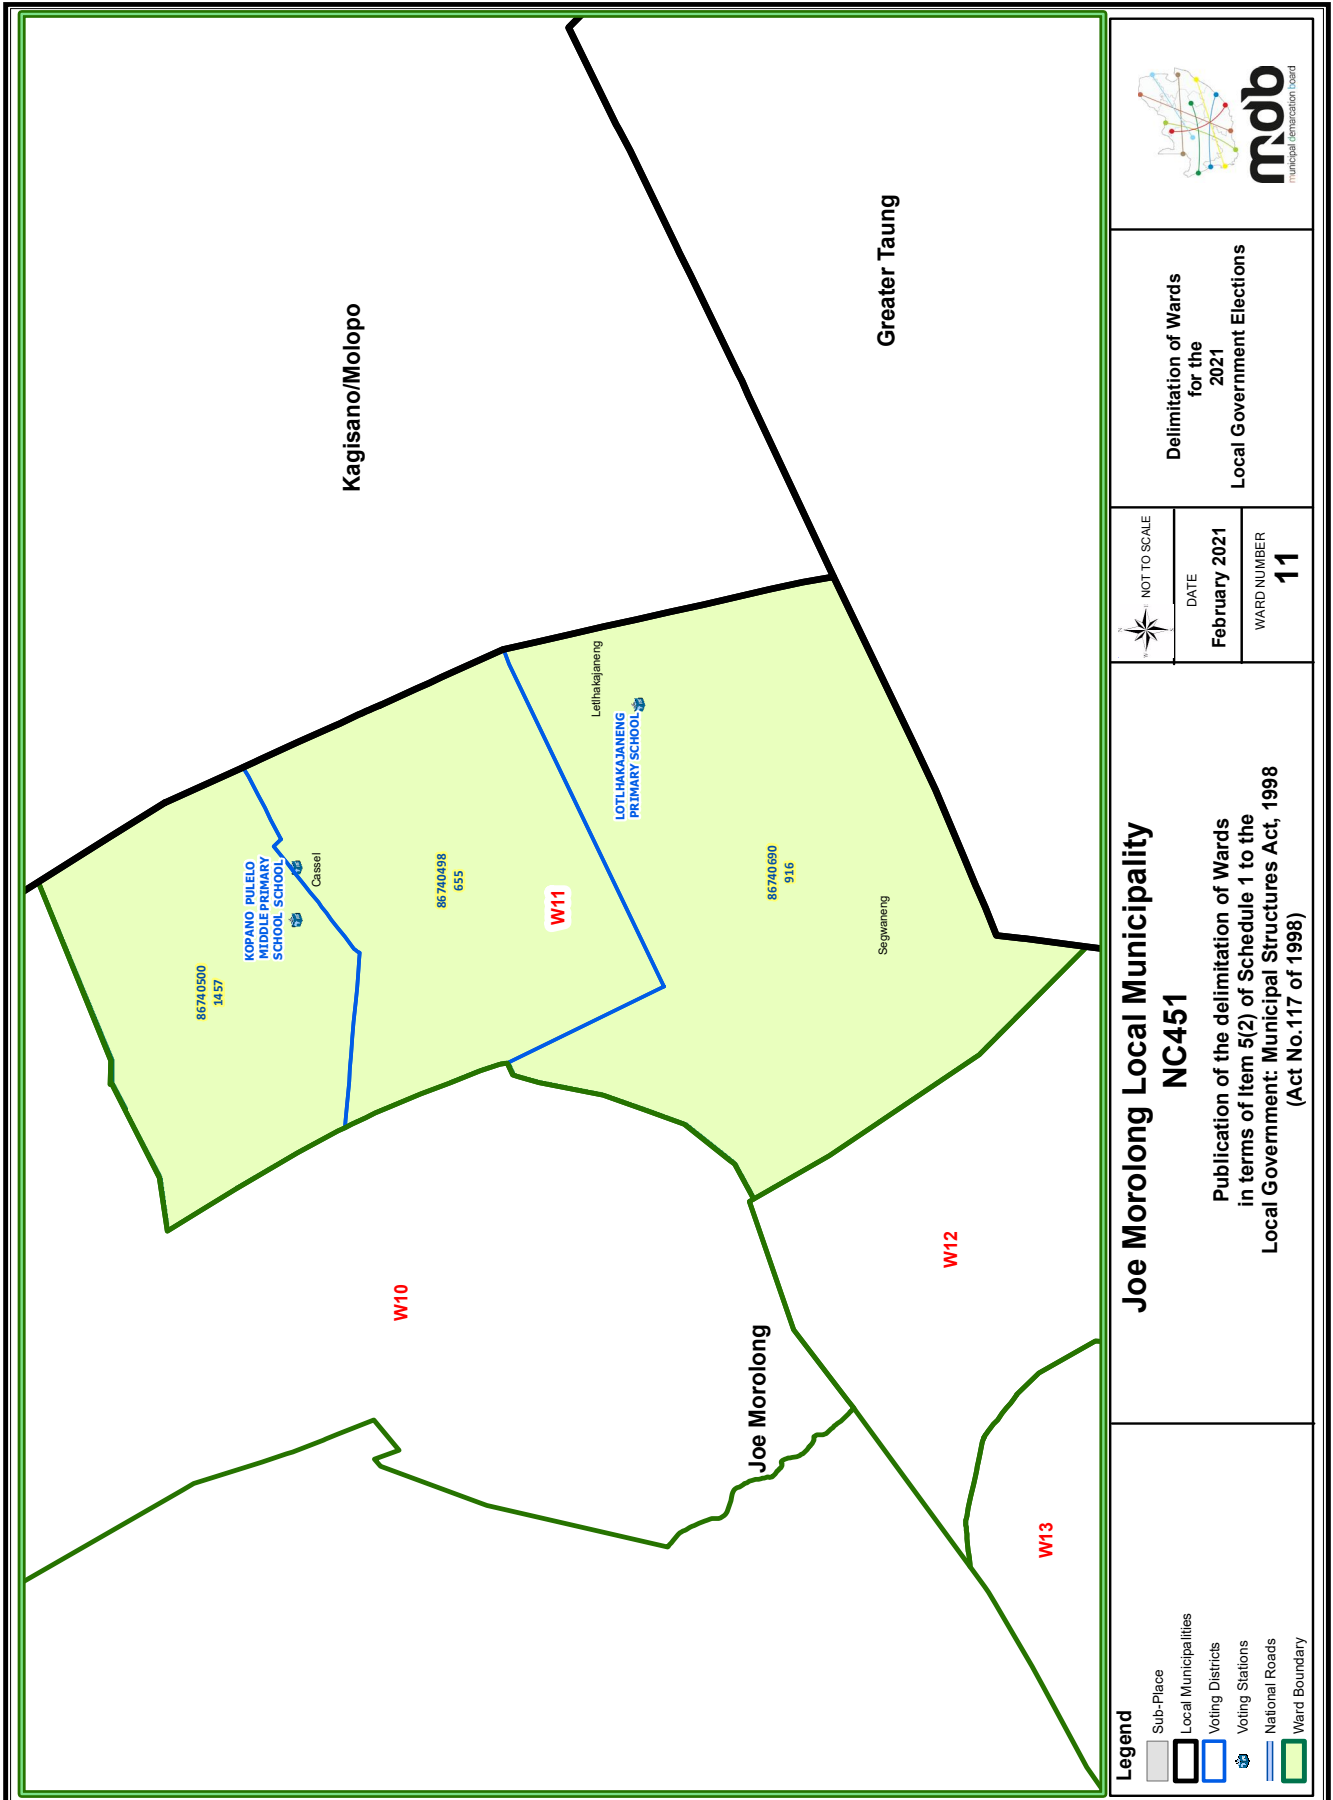 Kagisano/Molopo
Greater Taung
KOPANO PULELO
MIDDLE PRIMARY
SCHOOL SCHOOL
Cassel
86740500
1457
86740498
655
W11
Letlhakajaneng
LOTLHAKAJANENG
PRIMARY SCHOOL
86740690
916
Segwaneng
W10
W12
Joe Morolong
W13
Legend
Sub-Place
Local Municipalities
Voting Districts
Voting Stations
National Roads
Ward Boundary
Joe Morolong Local Municipality
NC451
Publication of the delimitation of Wards
in terms of Item 5(2) of Schedule 1 to the
Local Government: Municipal Structures Act, 1998
(Act No.117 of 1998)
N
W
E
S
NOT TO SCALE
DATE
February 2021
WARD NUMBER
11
Delimitation of Wards
for the
2021
Local Government Elections
mdb
municipal demarcation board